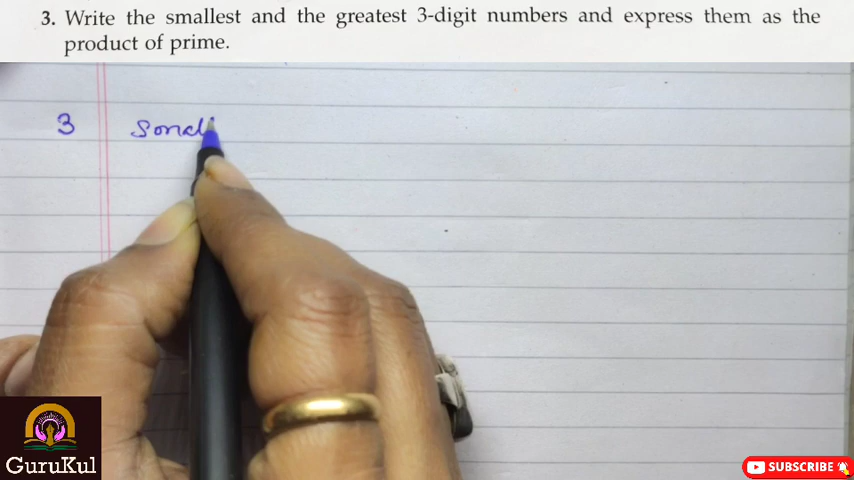 3. Write the smallest and the greatest 3-digit numbers and express them as the
product of prime.
3
GuruKul
SUBSCRIBE